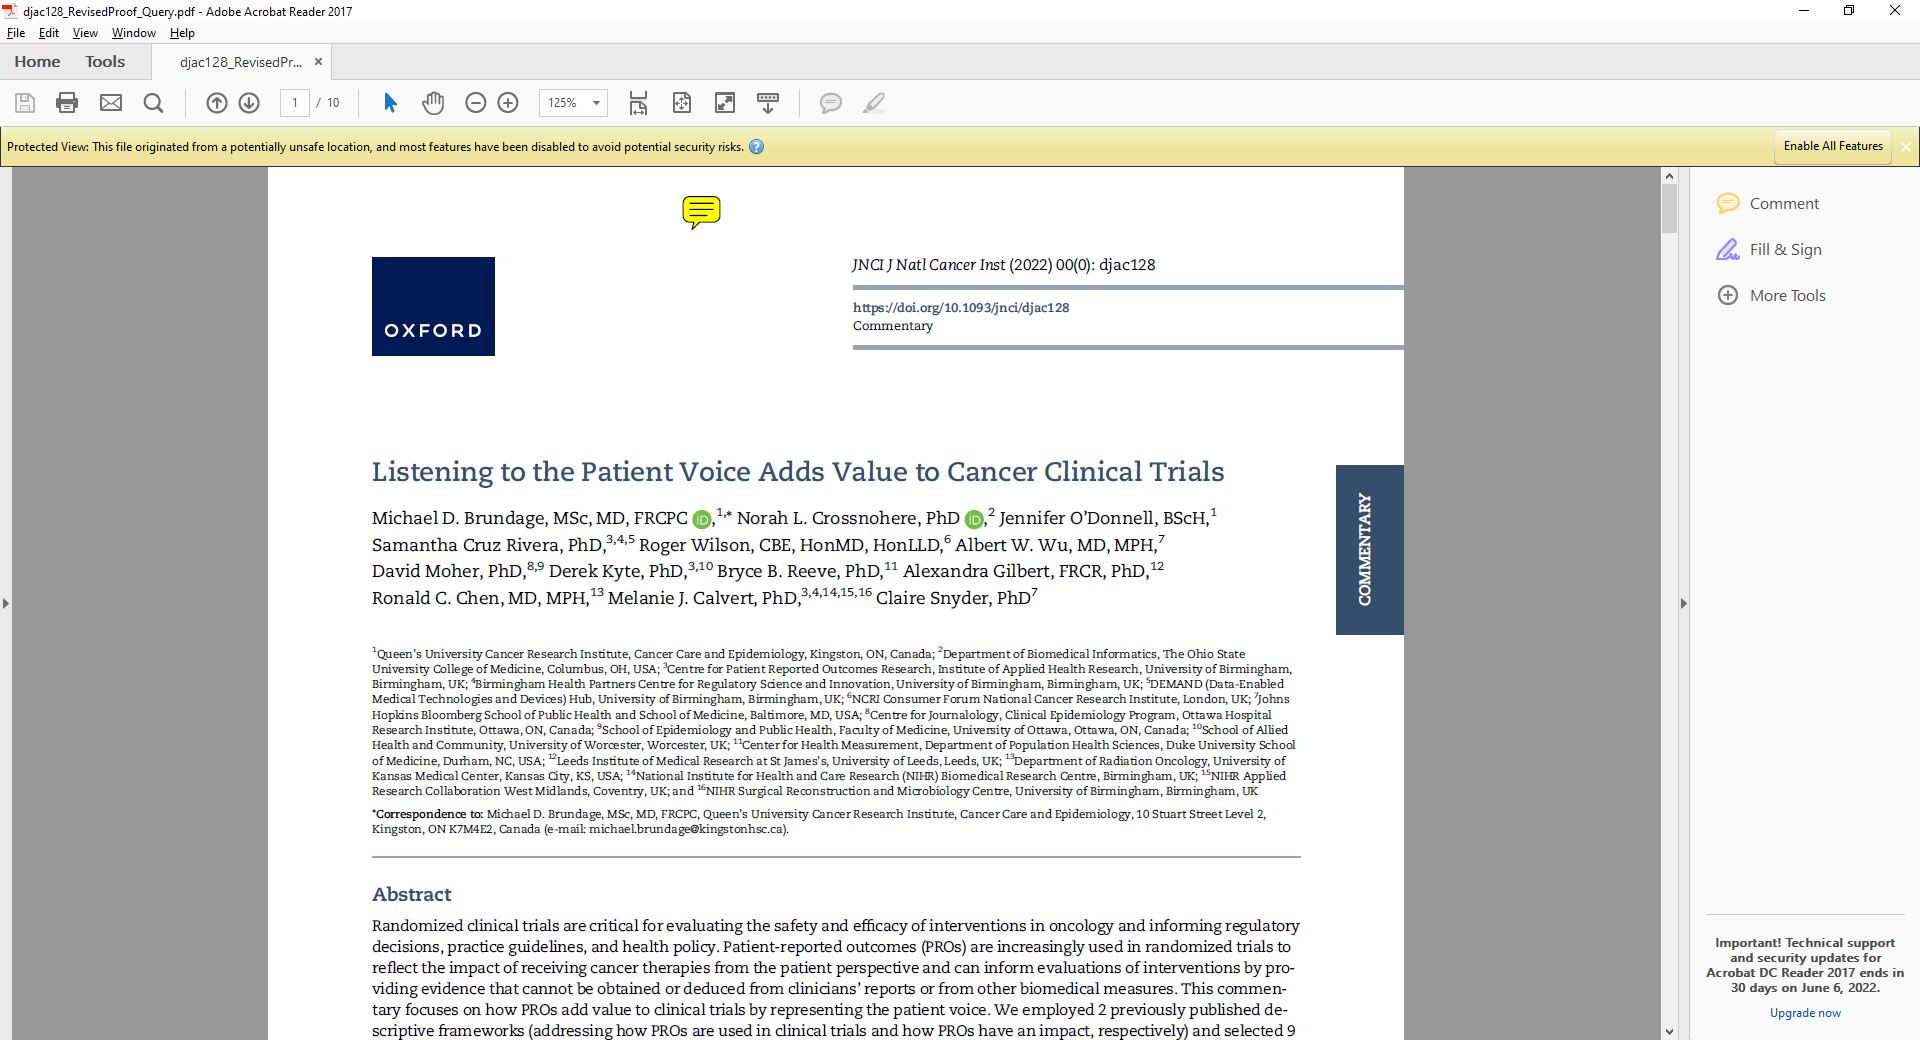 djac128_RevisedProof_Query.pdf - Adobe Acrobat Reader 2017
File Edit View Window Help
Home Tools djac128_RevisedPr... ×
1 / 10 125%
Protected View: This file originated from a potentially unsafe location, and most features have been disabled to avoid potential security risks. ? Enable All Features ×
OXFORD
JNCI J Natl Cancer Inst (2022) 00(0): djac128
https://doi.org/10.1093/jnci/djac128
Commentary
Listening to the Patient Voice Adds Value to Cancer Clinical Trials
Michael D. Brundage, MSc, MD, FRCPC iD,1,* Norah L. Crossnohere, PhD iD,2 Jennifer O'Donnell, BScH,1
Samantha Cruz Rivera, PhD,3,4,5 Roger Wilson, CBE, HonMD, HonLLD,6 Albert W. Wu, MD, MPH,7
David Moher, PhD,8,9 Derek Kyte, PhD,3,10 Bryce B. Reeve, PhD,11 Alexandra Gilbert, FRCR, PhD,12
Ronald C. Chen, MD, MPH,13 Melanie J. Calvert, PhD,3,4,14,15,16 Claire Snyder, PhD7
COMMENTARY
1Queen's University Cancer Research Institute, Cancer Care and Epidemiology, Kingston, ON, Canada; 2Department of Biomedical Informatics, The Ohio State
University College of Medicine, Columbus, OH, USA; 3Centre for Patient Reported Outcomes Research, Institute of Applied Health Research, University of Birmingham,
Birmingham, UK; 4Birmingham Health Partners Centre for Regulatory Science and Innovation, University of Birmingham, Birmingham, UK; 5DEMAND (Data-Enabled
Medical Technologies and Devices) Hub, University of Birmingham, Birmingham, UK; 6NCRI Consumer Forum National Cancer Research Institute, London, UK; 7Johns
Hopkins Bloomberg School of Public Health and School of Medicine, Baltimore, MD, USA; 8Centre for Journalology, Clinical Epidemiology Program, Ottawa Hospital
Research Institute, Ottawa, ON, Canada; 9School of Epidemiology and Public Health, Faculty of Medicine, University of Ottawa, Ottawa, ON, Canada; 10School of Allied
Health and Community, University of Worcester, Worcester, UK; 11Center for Health Measurement, Department of Population Health Sciences, Duke University School
of Medicine, Durham, NC, USA; 12Leeds Institute of Medical Research at St James's, University of Leeds, Leeds, UK; 13Department of Radiation Oncology, University of
Kansas Medical Center, Kansas City, KS, USA; 14National Institute for Health and Care Research (NIHR) Biomedical Research Centre, Birmingham, UK; 15NIHR Applied
Research Collaboration West Midlands, Coventry, UK; and 16NIHR Surgical Reconstruction and Microbiology Centre, University of Birmingham, Birmingham, UK
*Correspondence to: Michael D. Brundage, MSc, MD, FRCPC, Queen's University Cancer Research Institute, Cancer Care and Epidemiology, 10 Stuart Street Level 2,
Kingston, ON K7M4E2, Canada (e-mail: michael.brundage@kingstonhsc.ca).
Abstract
Randomized clinical trials are critical for evaluating the safety and efficacy of interventions in oncology and informing regulatory
decisions, practice guidelines, and health policy. Patient-reported outcomes (PROs) are increasingly used in randomized trials to
reflect the impact of receiving cancer therapies from the patient perspective and can inform evaluations of interventions by pro-
viding evidence that cannot be obtained or deduced from clinicians' reports or from other biomedical measures. This commen-
tary focuses on how PROs add value to clinical trials by representing the patient voice. We employed 2 previously published de-
scriptive frameworks (addressing how PROs are used in clinical trials and how PROs have an impact, respectively) and selected 9
Comment
Fill & Sign
More Tools
Important! Technical support
and security updates for
Acrobat DC Reader 2017 ends in
30 days on June 6, 2022.
Upgrade now